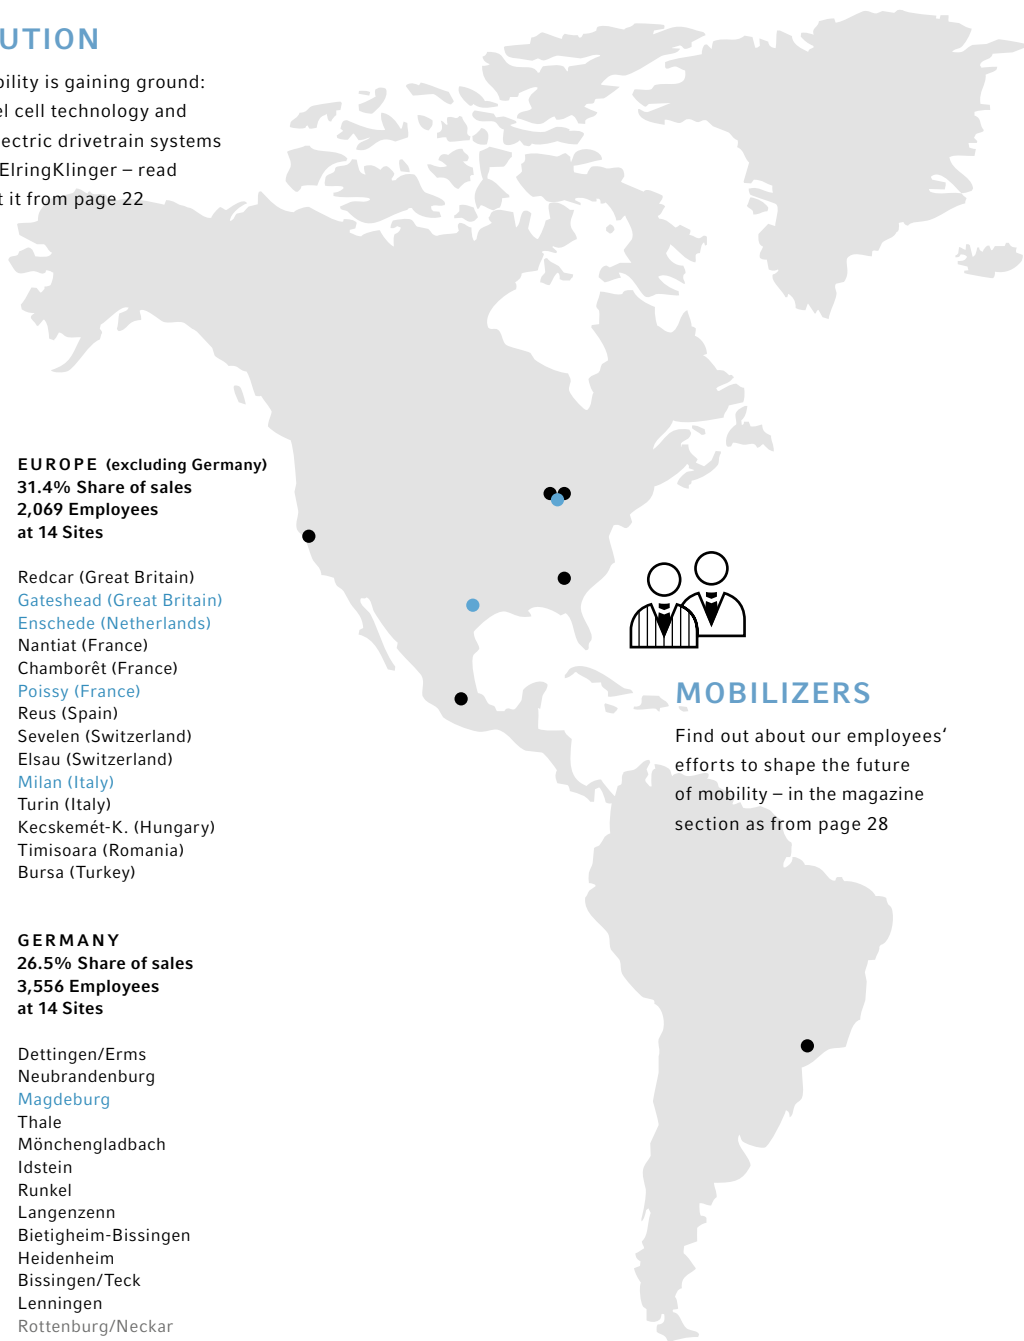 UTION
bility is gaining ground:
el cell technology and
ectric drivetrain systems
ElringKlinger – read
t it from page 22
EUROPE (excluding Germany)
31.4% Share of sales
2,069 Employees
at 14 Sites
Redcar (Great Britain)
Gateshead (Great Britain)
Enschede (Netherlands)
Nantiat (France)
Chamborêt (France)
Poissy (France)
Reus (Spain)
Sevelen (Switzerland)
Elsau (Switzerland)
Milan (Italy)
Turin (Italy)
Kecskemét-K. (Hungary)
Timisoara (Romania)
Bursa (Turkey)
GERMANY
26.5% Share of sales
3,556 Employees
at 14 Sites
Dettingen/Erms
Neubrandenburg
Magdeburg
Thale
Mönchengladbach
Idstein
Runkel
Langenzenn
Bietigheim-Bissingen
Heidenheim
Bissingen/Teck
Lenningen
Rottenburg/Neckar
MOBILIZERS
Find out about our employees‘
efforts to shape the future
of mobility – in the magazine
section as from page 28